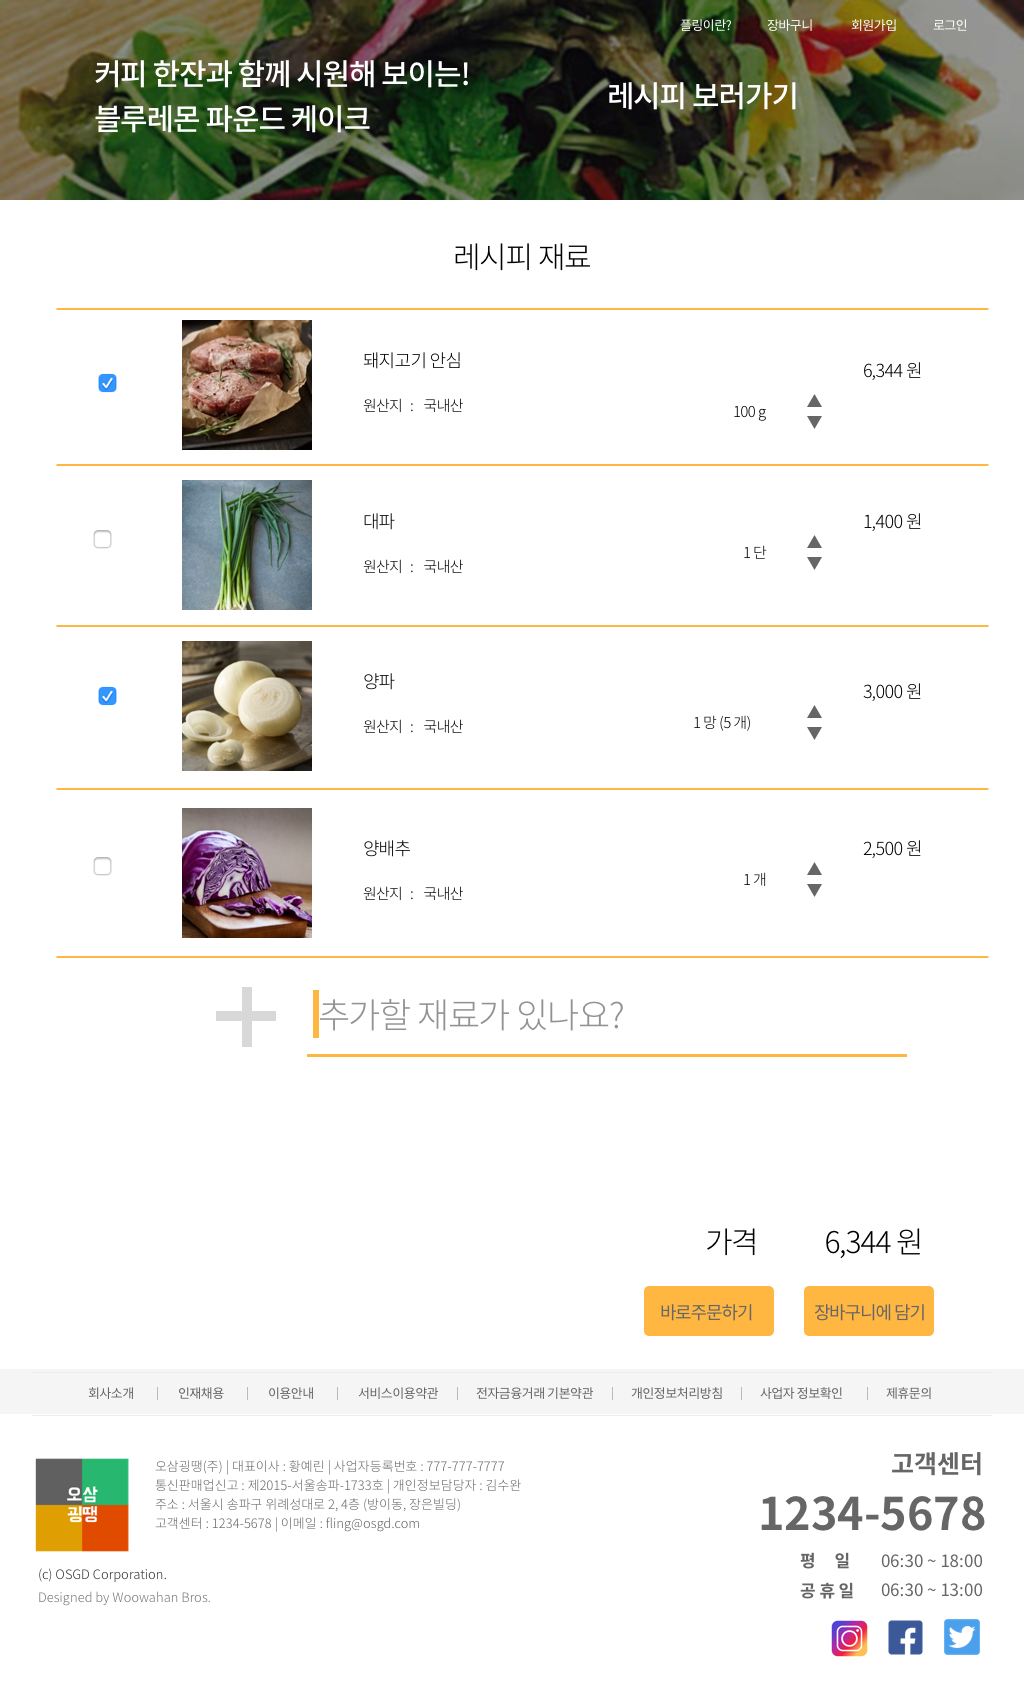 플링이란? 장바구니 회원가입 로그인
커피 한잔과 함께 시원해 보이는!
블루레몬 파운드 케이크
레시피 보러가기
레시피 재료
돼지고기 안심
원산지 : 국내산
100 g
6,344 원
대파
원산지 : 국내산
1 단
1,400 원
양파
원산지 : 국내산
1 망 (5 개)
3,000 원
양배추
원산지 : 국내산
1 개
2,500 원
추가할 재료가 있나요?
가격 6,344 원
바로주문하기 장바구니에 담기
회사소개 | 인재채용 | 이용안내 | 서비스이용약관 | 전자금융거래 기본약관 | 개인정보처리방침 | 사업자 정보확인 | 제휴문의
오삼
굉땡
오삼굉땡(주) | 대표이사 : 황예린 | 사업자등록번호 : 777-777-7777
통신판매업신고 : 제2015-서울송파-1733호 | 개인정보담당자 : 김수완
주소 : 서울시 송파구 위례성대로 2, 4층 (방이동, 장은빌딩)
고객센터 : 1234-5678 | 이메일 : fling@osgd.com
(c) OSGD Corporation.
Designed by Woowahan Bros.
고객센터
1234-5678
평 일 06:30 ~ 18:00
공 휴 일 06:30 ~ 13:00